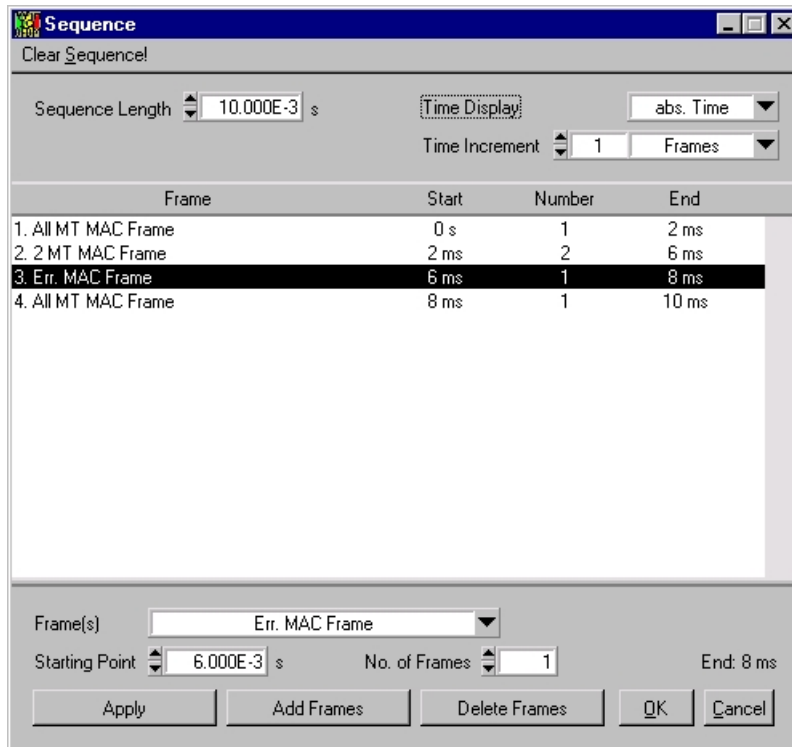 Sequence
Clear Sequence!
Sequence Length 10.000E-3 s Time Display abs. Time
Time Increment 1 Frames
Frame Start Number End
1. All MT MAC Frame 0 s 1 2 ms
2. 2 MT MAC Frame 2 ms 2 6 ms
3. Err. MAC Frame 6 ms 1 8 ms
4. All MT MAC Frame 8 ms 1 10 ms
Frame(s) Err. MAC Frame
Starting Point 6.000E-3 s No. of Frames 1 End: 8 ms
Apply Add Frames Delete Frames OK Cancel